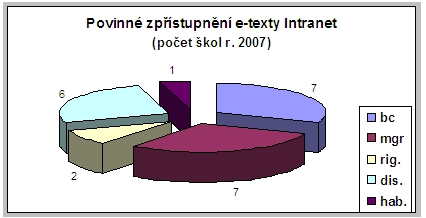 Povinné zpřístupnění e-texty Intranet
(počet škol r. 2007)
1
6
7
2
7
bc
mgr
rig.
dis.
hab.